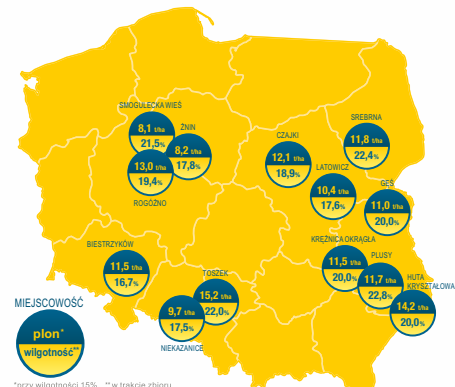 SMOGULECKA WIEŚ
8,1 t/ha
21,5%
ŻNIN
8,2 t/ha
17,8%
13,0 t/ha
19,4%
ROGÓŹNO
CZAJKI
12,1 t/ha
18,9%
SREBRNA
11,8 t/ha
22,4%
LATOWICZ
10,4 t/ha
17,6%
GĘŚ
11,0 t/ha
20,0%
BIESTRZYKÓW
11,5 t/ha
16,7%
TOSZEK
15,2 t/ha
22,0%
9,7 t/ha
17,5%
NIEKAZANICE
KRĘŻNICA OKRĄGŁA
11,5 t/ha
20,0%
PLUSY
11,7 t/ha
22,8%
HUTA
KRYSZTAŁOWA
14,2 t/ha
20,0%
MIEJSCOWOŚĆ
plon*
wilgotność**
*przy wilgotności 15% **w trakcie zbioru